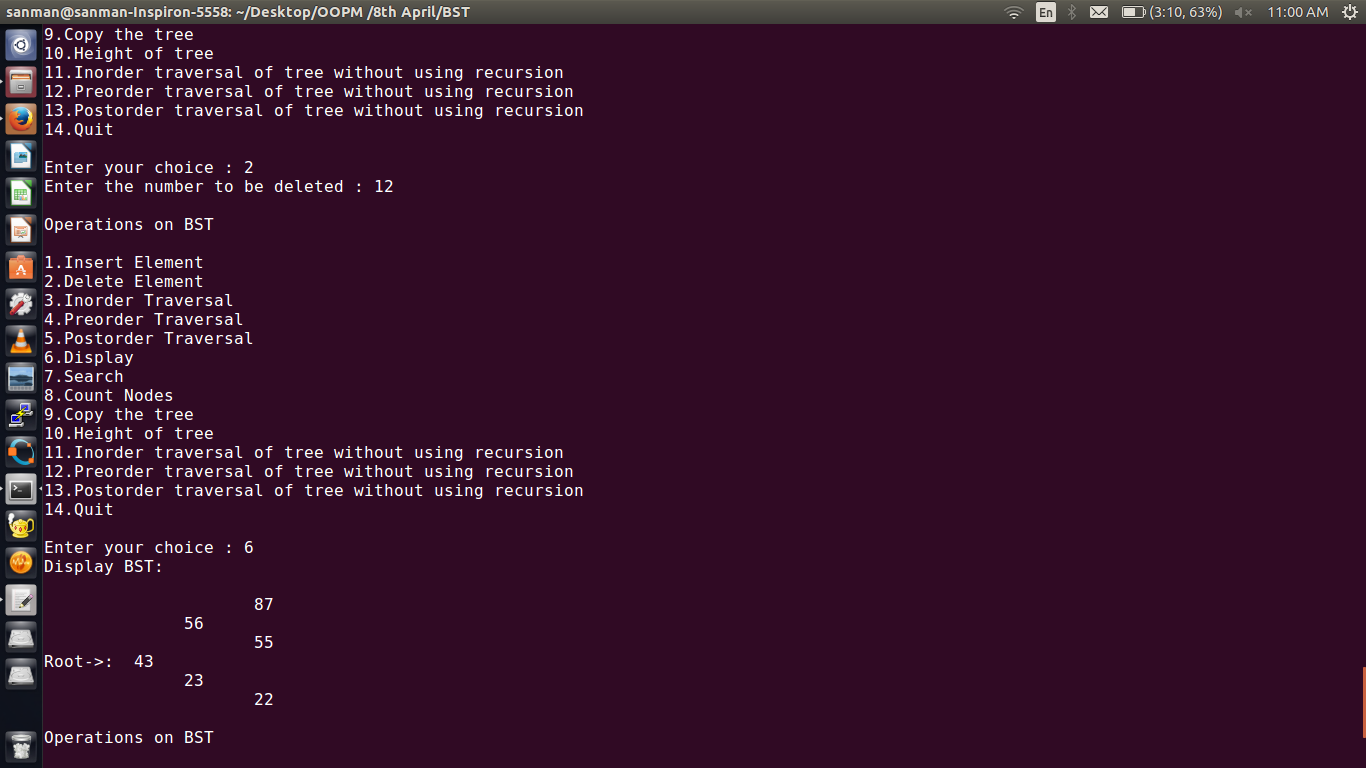 sanman@sanman-Inspiron-5558: ~/Desktop/OOPM /8th April/BST En (3:10, 63%) 11:00 AM
9.Copy the tree
10.Height of tree
11.Inorder traversal of tree without using recursion
12.Preorder traversal of tree without using recursion
13.Postorder traversal of tree without using recursion
14.Quit
Enter your choice : 2
Enter the number to be deleted : 12
Operations on BST
1.Insert Element
2.Delete Element
3.Inorder Traversal
4.Preorder Traversal
5.Postorder Traversal
6.Display
7.Search
8.Count Nodes
9.Copy the tree
10.Height of tree
11.Inorder traversal of tree without using recursion
12.Preorder traversal of tree without using recursion
13.Postorder traversal of tree without using recursion
14.Quit
Enter your choice : 6
Display BST:
87
56
55
Root->:  43
23
22
Operations on BST